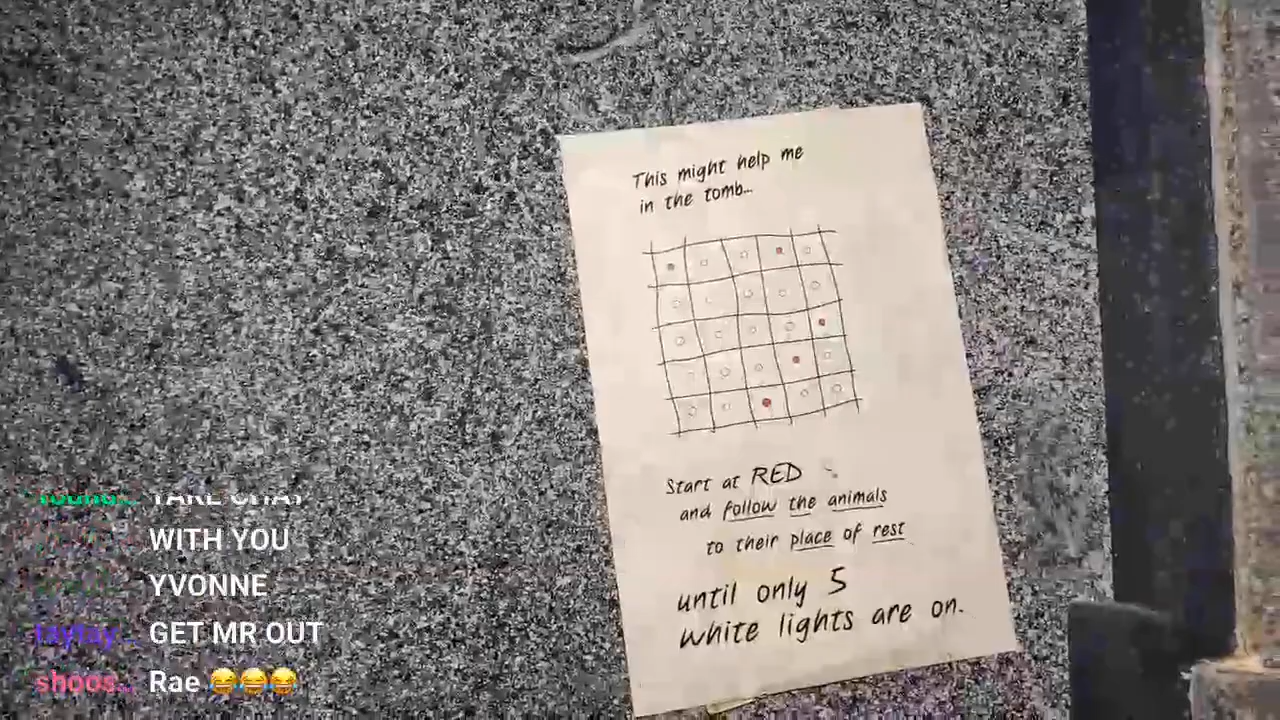 This might help me
in the tomb...
Start at RED
and follow the animals
to their place of rest
until only 5
white lights are on.
WITH YOU
YVONNE
GET MR OUT
shoos... Rae 😂😂😂